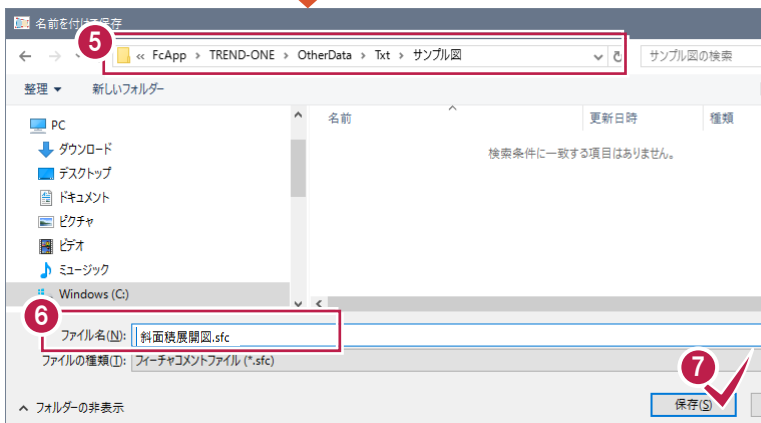 名前を付けて保存
5
« FcApp › TREND-ONE › OtherData › Txt › サンプル図
サンプル図の検索
整理 新しいフォルダー
名前 更新日時 種類
検索条件に一致する項目はありません。
PC
ダウンロード
デスクトップ
ドキュメント
ピクチャ
ビデオ
ミュージック
Windows (C:)
6
ファイル名(N): 斜面積展開図.sfc
ファイルの種類(T): フィーチャコメントファイル (*.sfc)
7
フォルダーの非表示
保存(S)